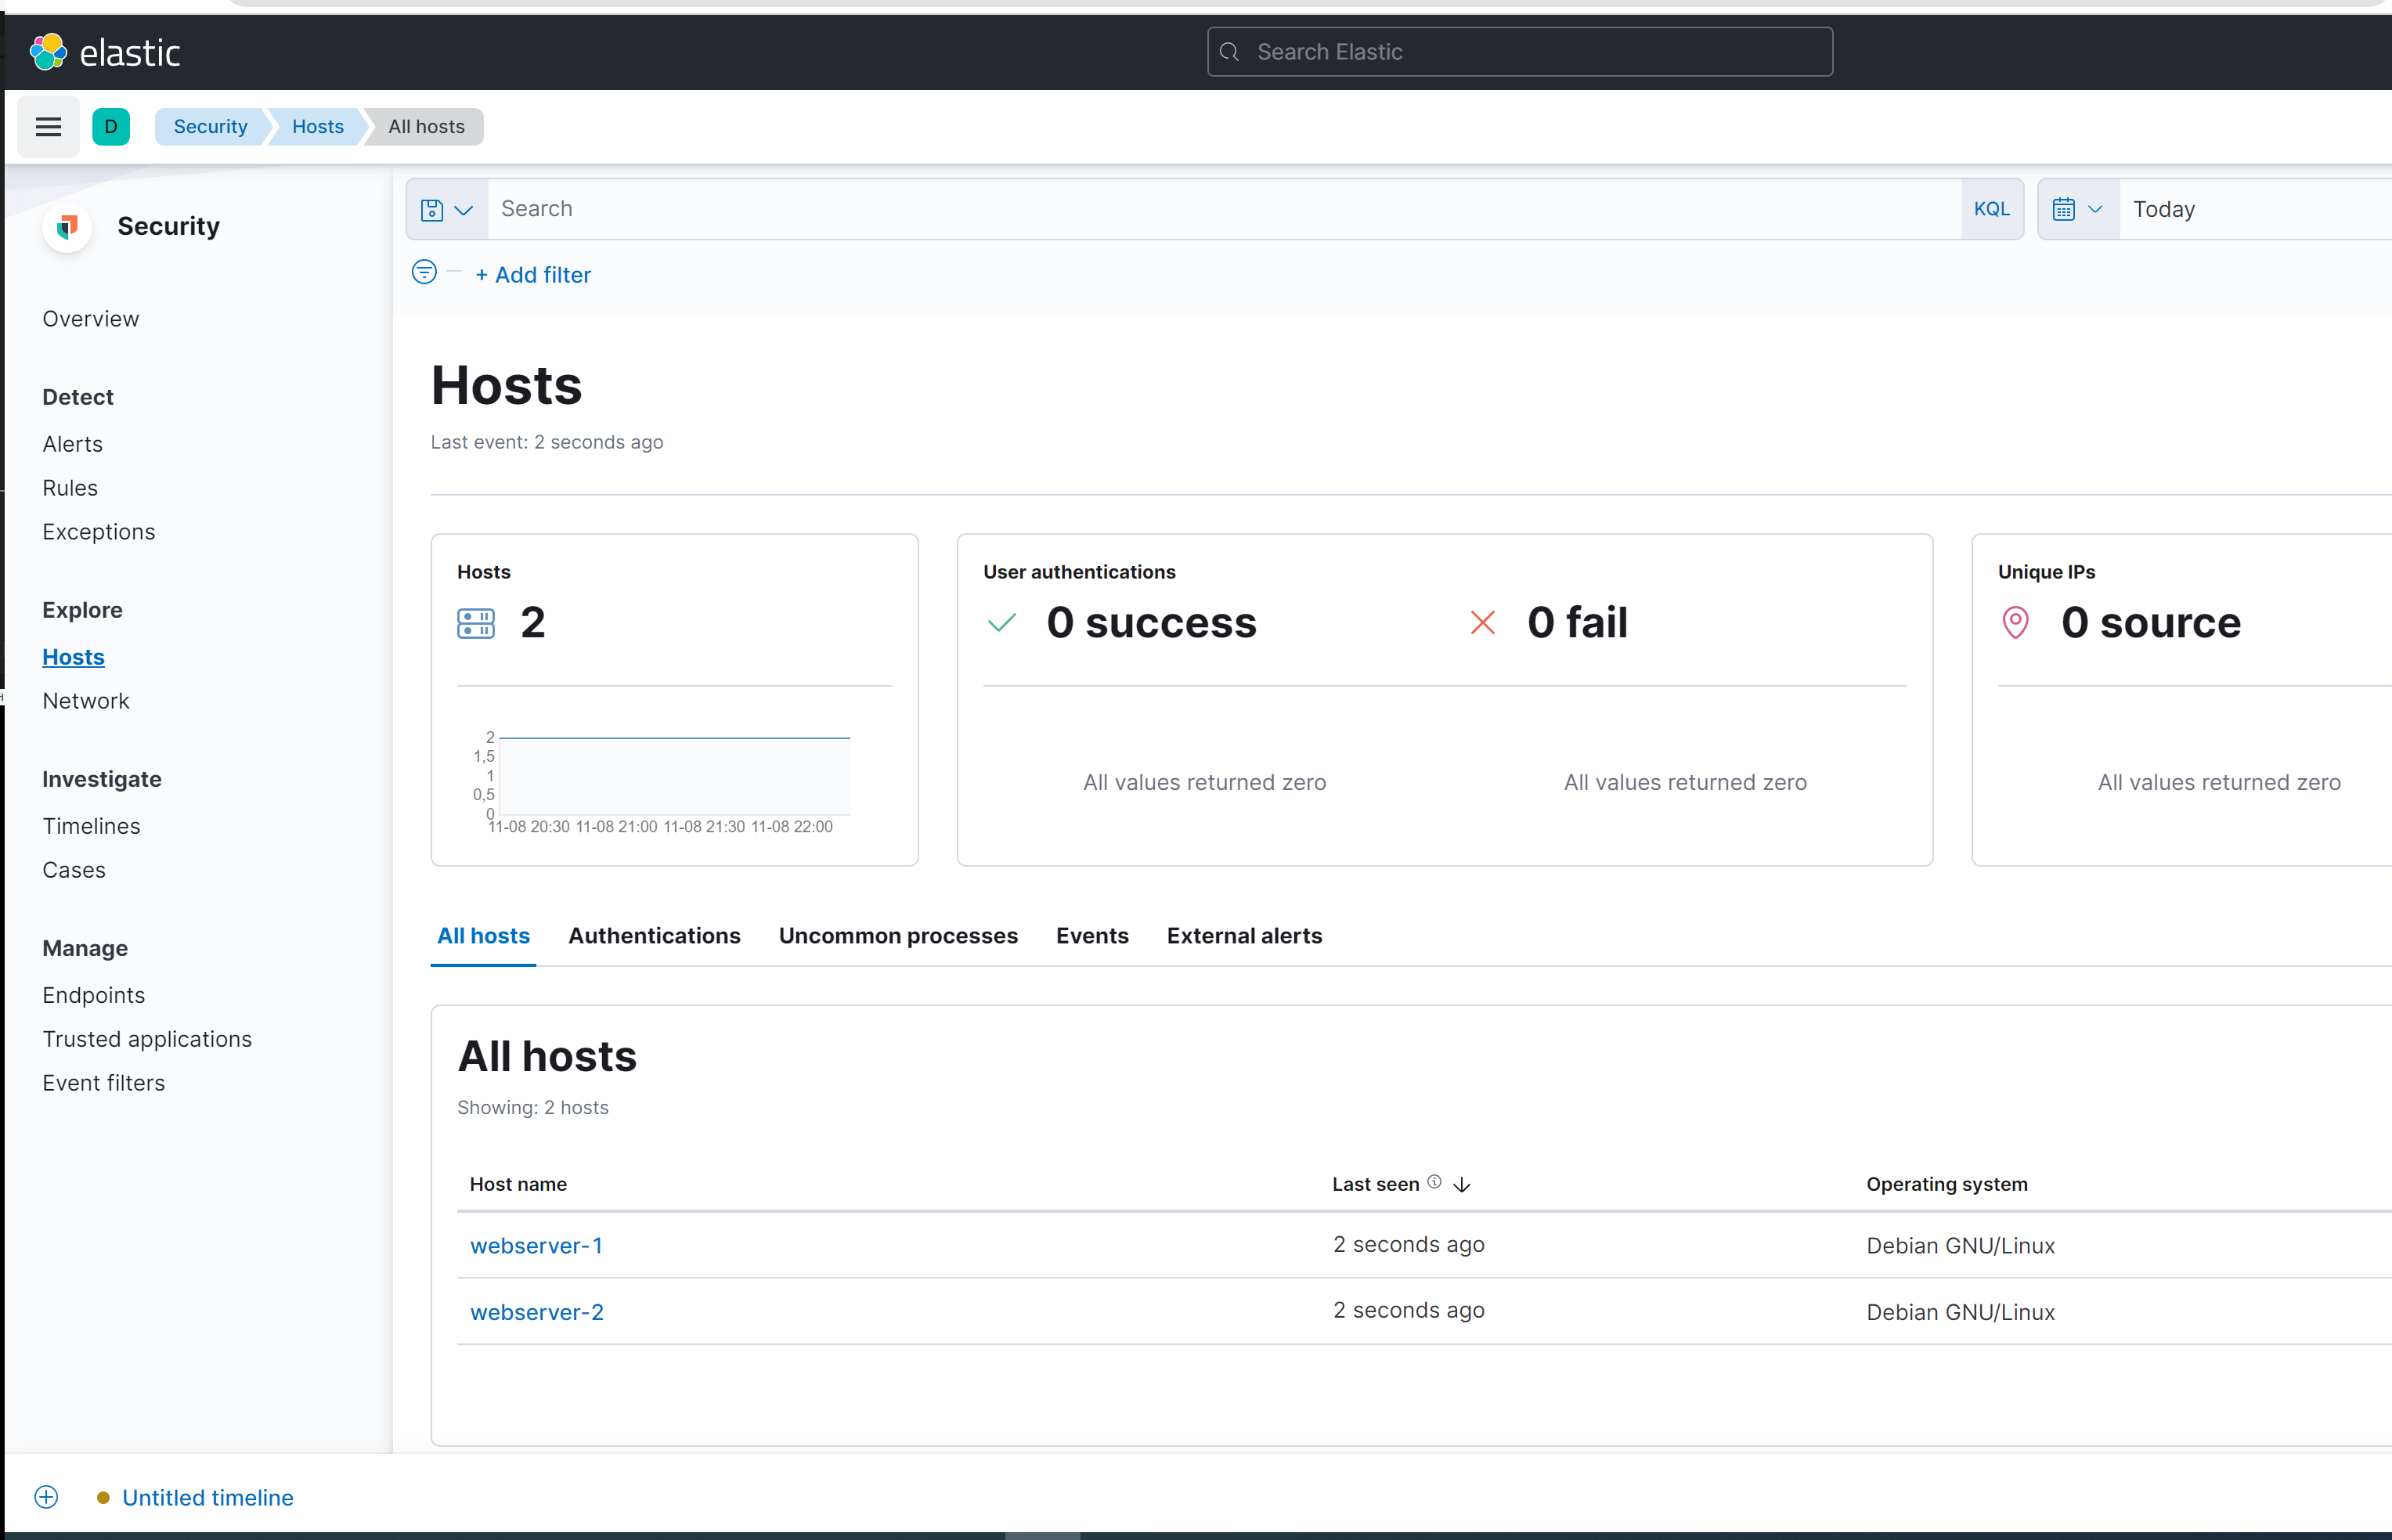 elastic
Search Elastic
D
Security
Hosts
All hosts
Security
Search
KQL
Today
+ Add filter
Overview
Detect
Alerts
Rules
Exceptions
Explore
Hosts
Network
Investigate
Timelines
Cases
Manage
Endpoints
Trusted applications
Event filters
Hosts
Last event: 2 seconds ago
Hosts
2
2
1,5
1
0,5
0
11-08 20:30 11-08 21:00 11-08 21:30 11-08 22:00
User authentications
0 success
0 fail
All values returned zero
All values returned zero
Unique IPs
0 source
All values returned zero
All hosts
Authentications
Uncommon processes
Events
External alerts
All hosts
Showing: 2 hosts
Host name
Last seen
Operating system
webserver-1
2 seconds ago
Debian GNU/Linux
webserver-2
2 seconds ago
Debian GNU/Linux
Untitled timeline